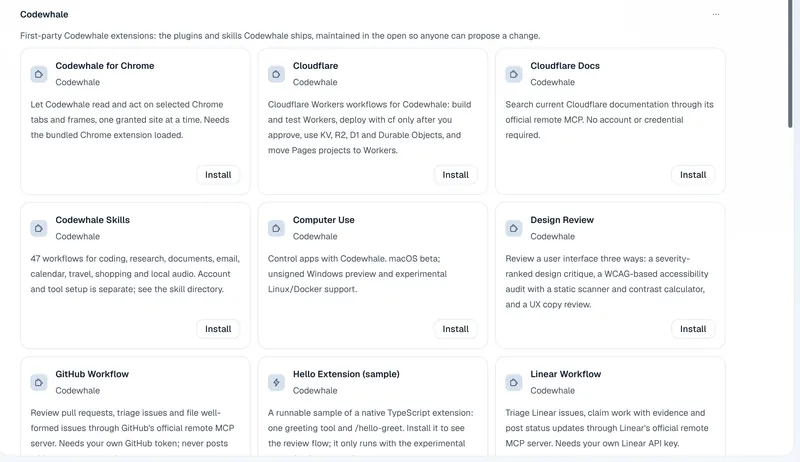 Codewhale
...
First-party Codewhale extensions: the plugins and skills Codewhale ships, maintained in the open so anyone can propose a change.
Codewhale for Chrome
Codewhale
Let Codewhale read and act on selected Chrome
tabs and frames, one granted site at a time. Needs
the bundled Chrome extension loaded.
Install
Cloudflare
Codewhale
Cloudflare Workers workflows for Codewhale: build
and test Workers, deploy with cf only after you
approve, use KV, R2, D1 and Durable Objects, and
move Pages projects to Workers.
Install
Cloudflare Docs
Codewhale
Search current Cloudflare documentation through its
official remote MCP. No account or credential
required.
Install
Codewhale Skills
Codewhale
47 workflows for coding, research, documents, email,
calendar, travel, shopping and local audio. Account
and tool setup is separate; see the skill directory.
Install
Computer Use
Codewhale
Control apps with Codewhale. macOS beta;
unsigned Windows preview and experimental
Linux/Docker support.
Install
Design Review
Codewhale
Review a user interface three ways: a severity-
ranked design critique, a WCAG-based accessibility
audit with a static scanner and contrast calculator,
and a UX copy review.
Install
GitHub Workflow
Codewhale
Review pull requests, triage issues and file well-
formed issues through GitHub's official remote MCP
server. Needs your own GitHub token; never posts
Hello Extension (sample)
Codewhale
A runnable sample of a native TypeScript extension:
one greeting tool and /hello-greet. Install it to see
the review flow; it only runs with the experimental
Linear Workflow
Codewhale
Triage Linear issues, claim work with evidence and
post status updates through Linear's official remote
MCP server. Needs your own Linear API key.